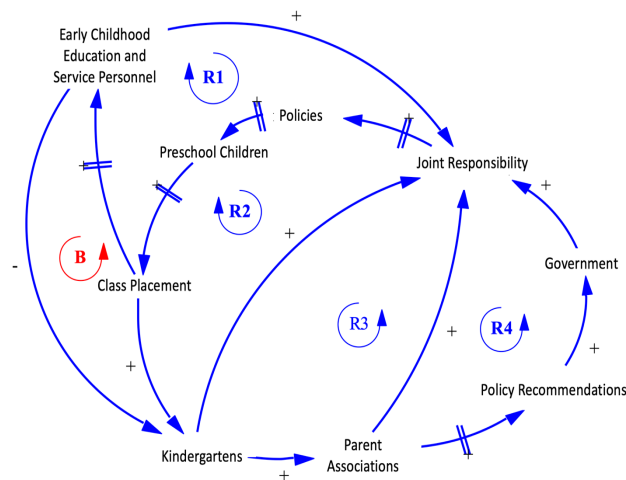 Early Childhood
Education and
Service Personnel
+
R1
+
Policies
+
Preschool Children
Joint Responsibility
+
+
R2
+
+
B
-
Class Placement
Government
R3
R4
+
+
+
Policy Recommendations
Kindergartens
+
Parent
Associations
+